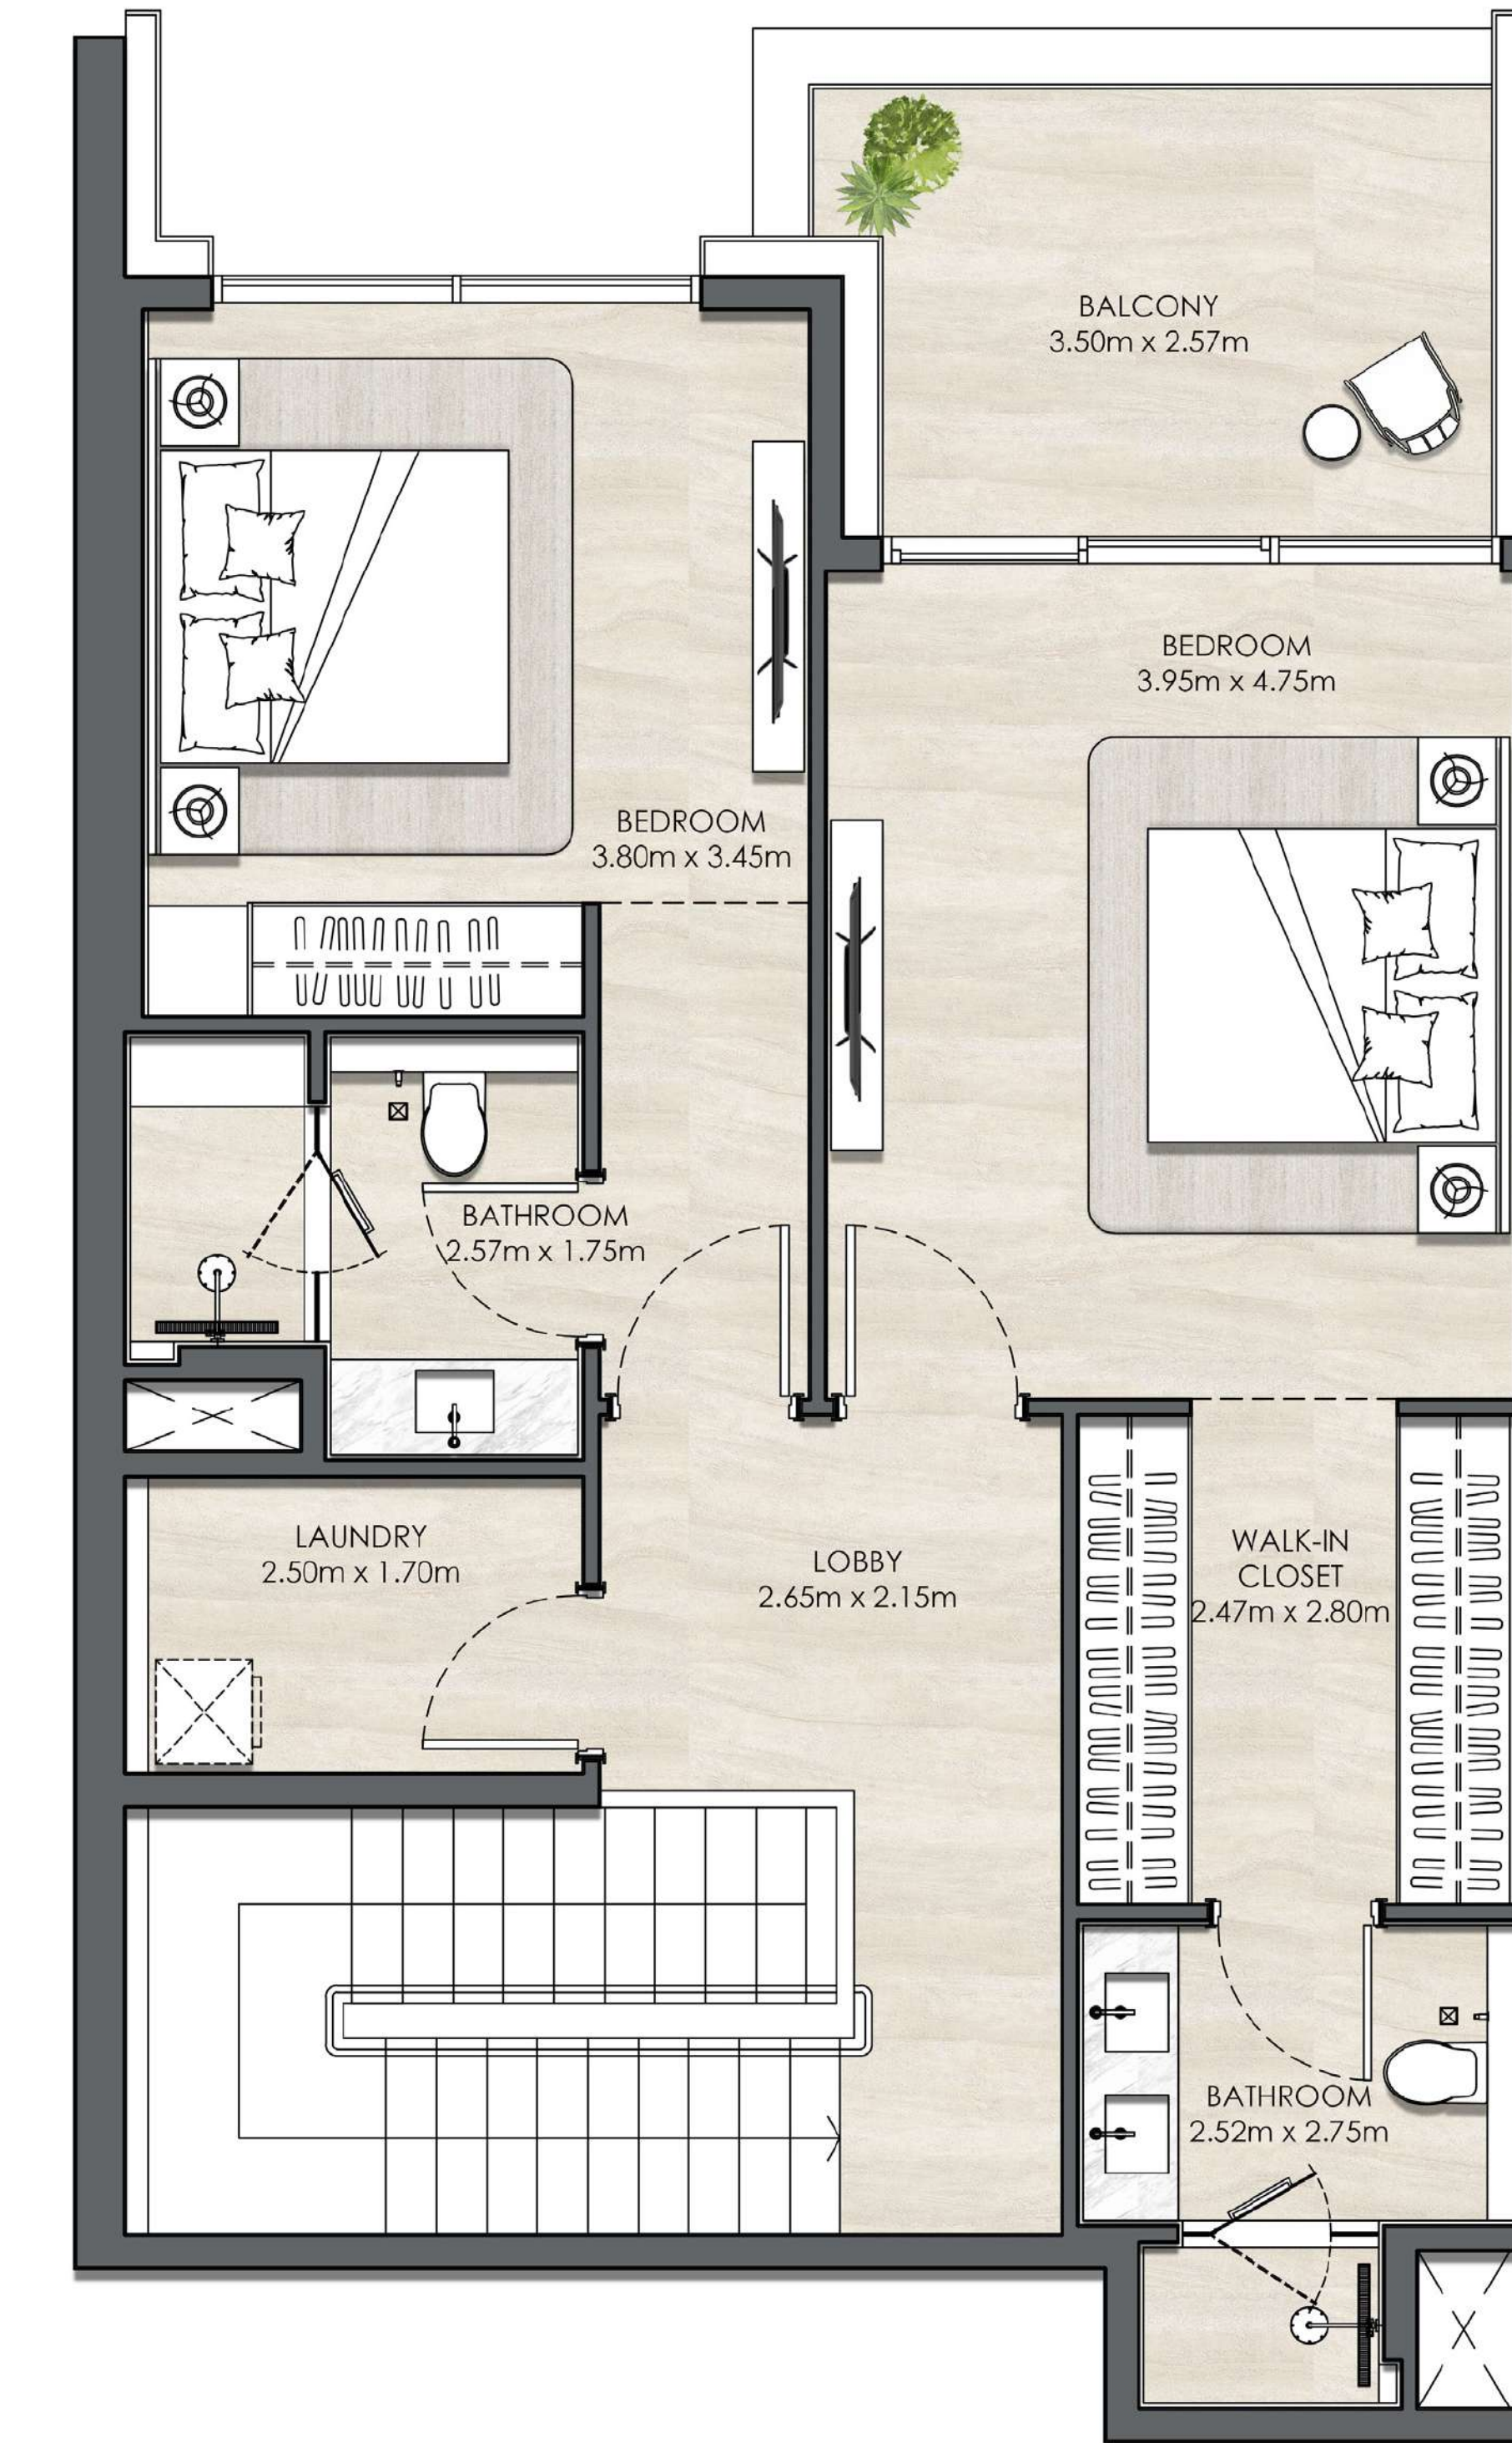 BALCONY
3.50m x 2.57m
BEDROOM
3.95m x 4.75m
BEDROOM
3.80m x 3.45m
BATHROOM
2.57m x 1.75m
LAUNDRY
2.50m x 1.70m
LOBBY
2.65m x 2.15m
WALK-IN
CLOSET
2.47m x 2.80m
BATHROOM
2.52m x 2.75m